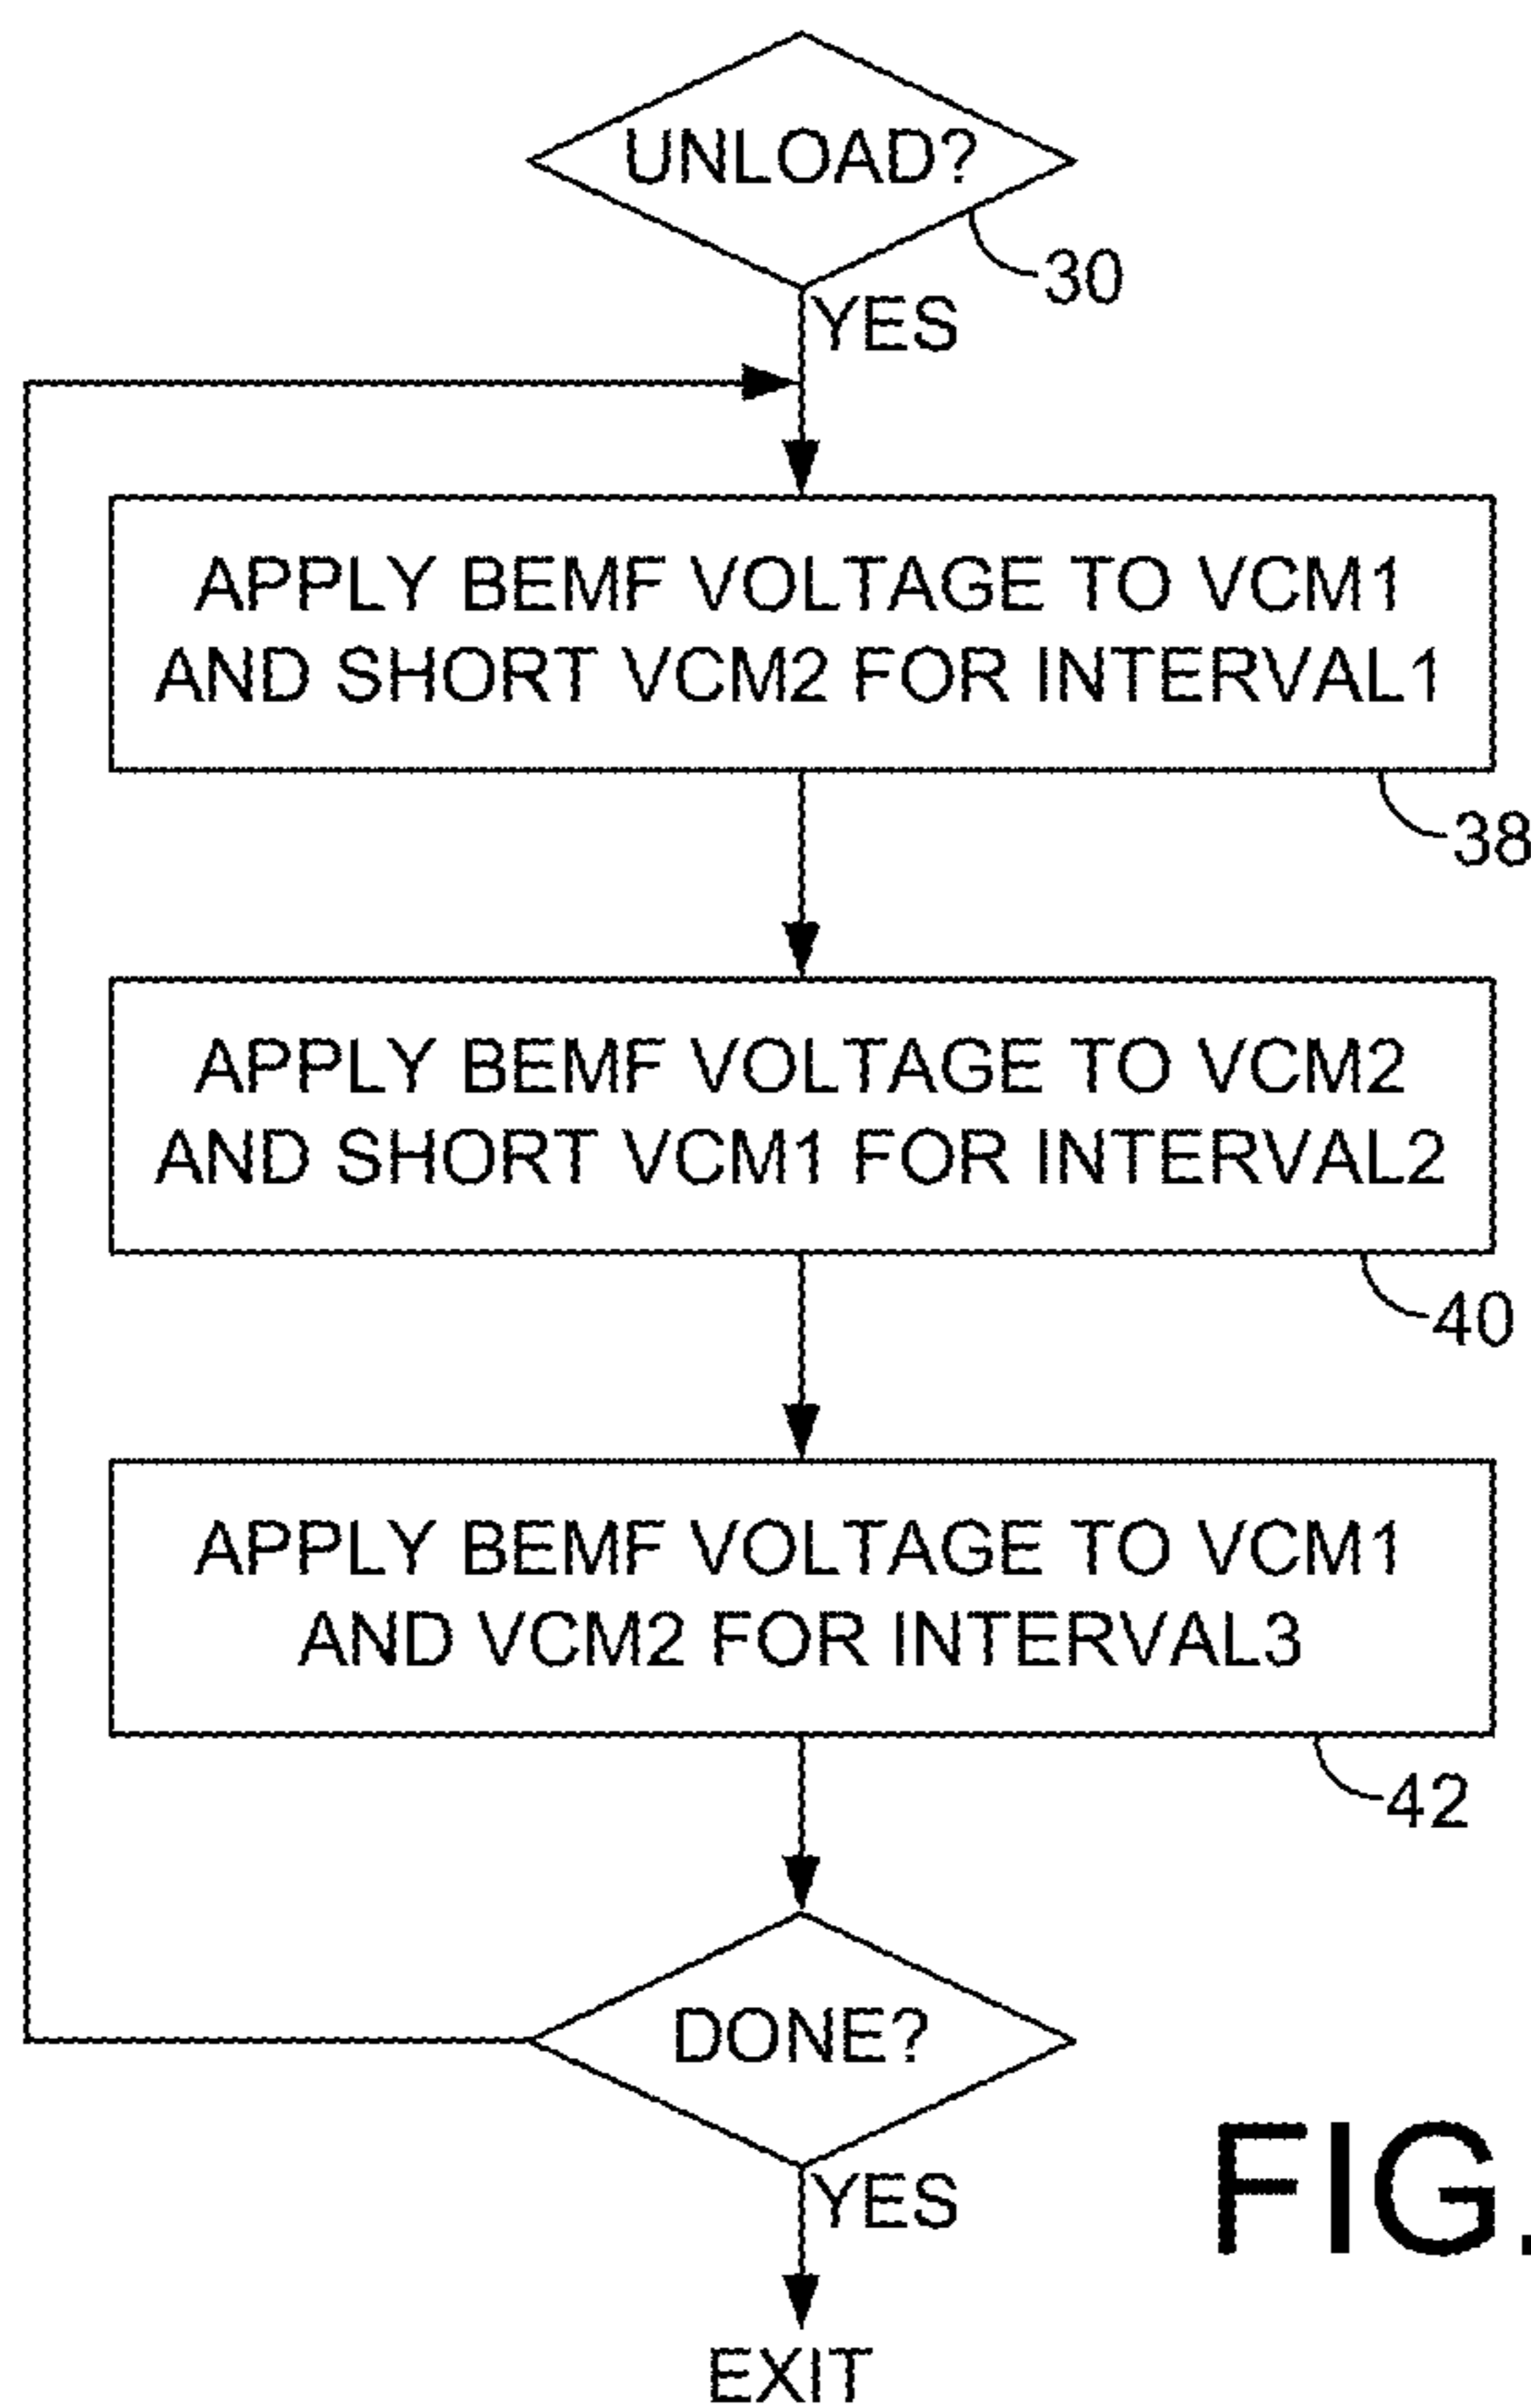 UNLOAD?
30
YES
APPLY BEMF VOLTAGE TO VCM1
AND SHORT VCM2 FOR INTERVAL1
38
APPLY BEMF VOLTAGE TO VCM2
AND SHORT VCM1 FOR INTERVAL2
40
APPLY BEMF VOLTAGE TO VCM1
AND VCM2 FOR INTERVAL3
42
DONE?
YES
FIG.
EXIT